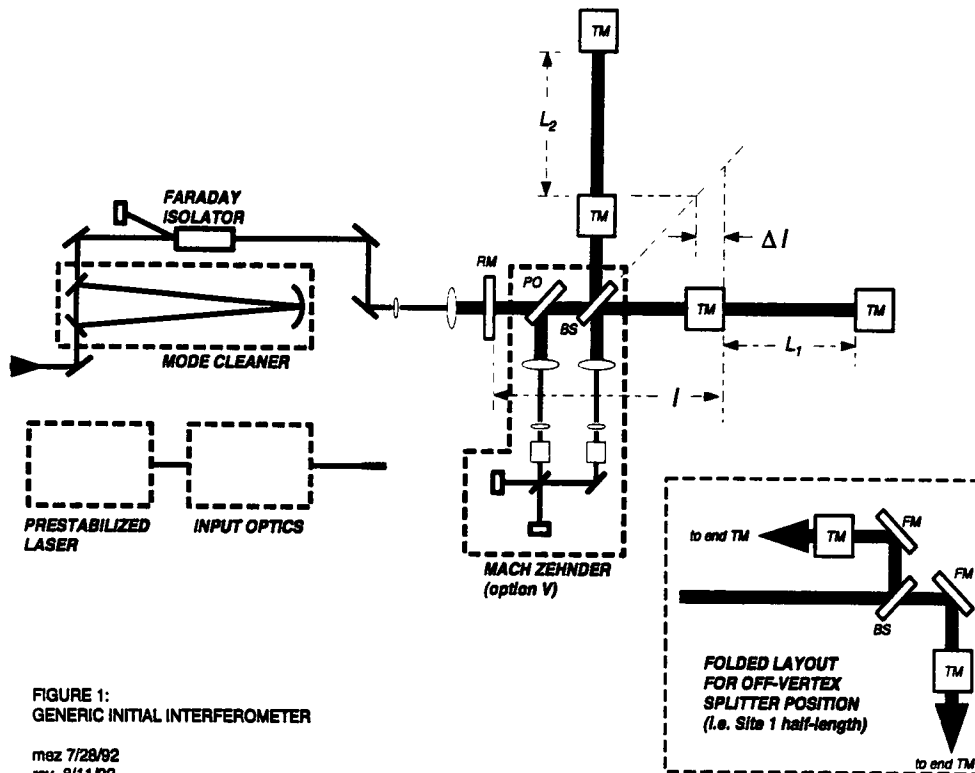 TM
L2
TM
Δl
FARADAY
ISOLATOR
RM
PO
BS
TM
TM
L1
l
MODE CLEANER
PRESTABILIZED
LASER
INPUT OPTICS
MACH ZEHNDER
(option V)
to end TM
TM
FM
FM
BS
TM
FOLDED LAYOUT
FOR OFF-VERTEX
SPLITTER POSITION
(i.e. Site 1 half-length)
to end TM
FIGURE 1:
GENERIC INITIAL INTERFEROMETER
mez 7/28/92